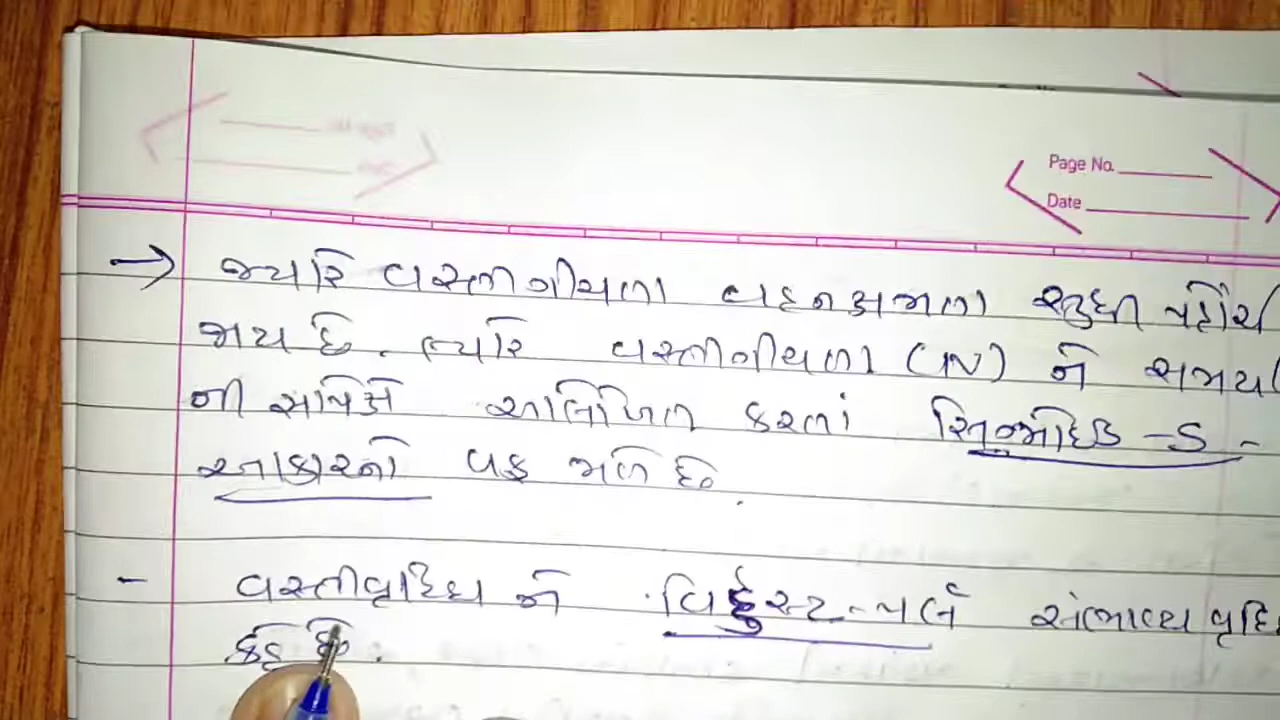 Page No.
Date
→ જ્યારે વસ્તીગીચતા વહનક્ષમતા સુધી પહોંચી
જાય છે. ત્યારે વસ્તીગીચતા (N) ને સમય
ની સાપેક્ષે આલેખિત કરતાં સિગ્મોઇડ -S -
આકારનો વક્ર મળે છે.
- વસ્તીવૃદ્ધિ ને વિર્હુસ્ટ-પર્લ સંભાવ્ય વૃદ્ધિ
કહે છે.